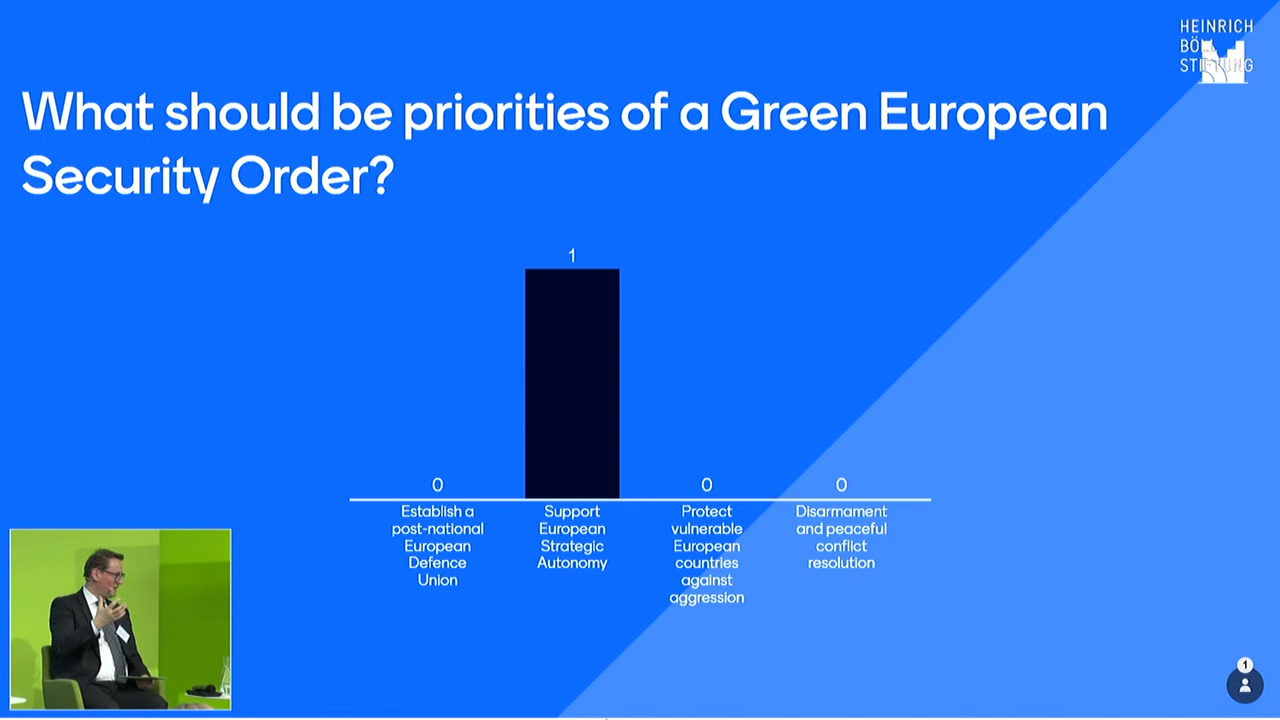 HEINRICH
BÖLL
STIFTUNG
What should be priorities of a Green European
Security Order?
1
0
0
0
Establish a
post-national
European
Defence
Union
Support
European
Strategic
Autonomy
Protect
vulnerable
European
countries
against
aggression
Disarmament
and peaceful
conflict
resolution
1